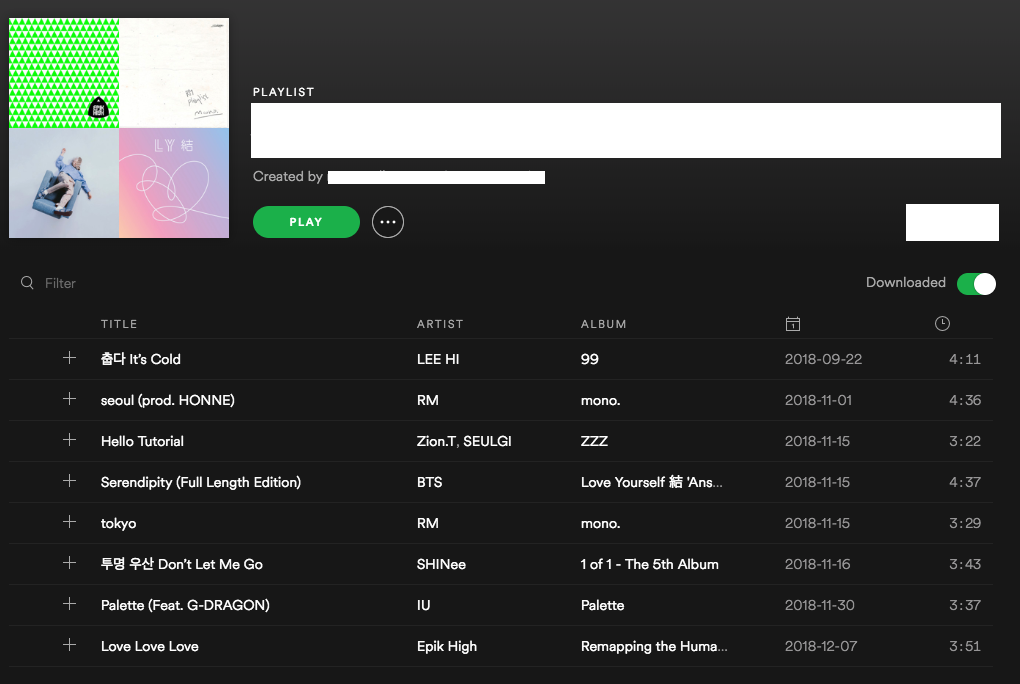 LY 結
PLAYLIST
Created by
PLAY
Filter
Downloaded
TITLE ARTIST ALBUM
춥다 It's Cold LEE HI 99 2018-09-22 4:11
seoul (prod. HONNE) RM mono. 2018-11-01 4:36
Hello Tutorial Zion.T, SEULGI ZZZ 2018-11-15 3:22
Serendipity (Full Length Edition) BTS Love Yourself 結 'Ans... 2018-11-15 4:37
tokyo RM mono. 2018-11-15 3:29
투명 우산 Don't Let Me Go SHINee 1 of 1 - The 5th Album 2018-11-16 3:43
Palette (Feat. G-DRAGON) IU Palette 2018-11-30 3:37
Love Love Love Epik High Remapping the Huma... 2018-12-07 3:51